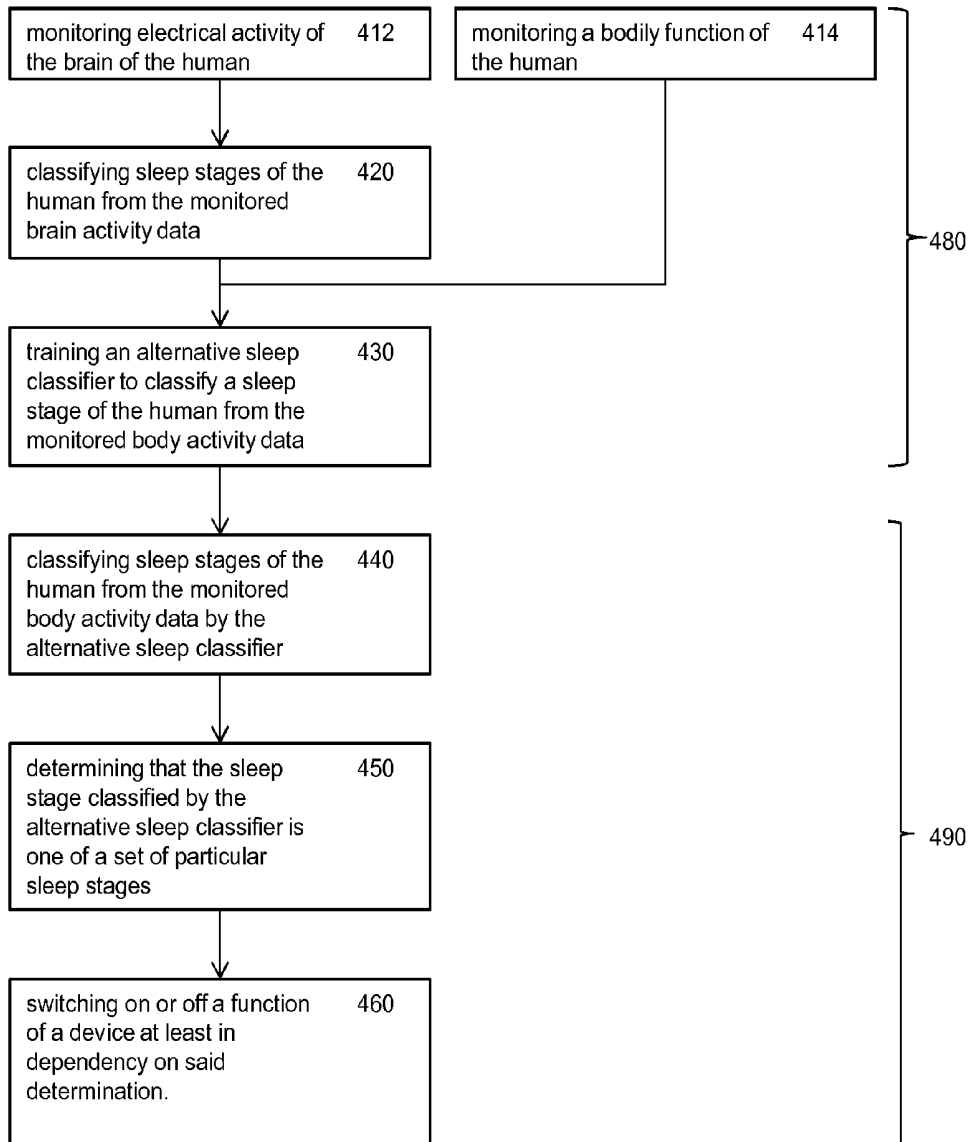 monitoring electrical activity of 412
the brain of the human
monitoring a bodily function of 414
the human
classifying sleep stages of the 420
human from the monitored
brain activity data
480
training an alternative sleep 430
classifier to classify a sleep
stage of the human from the
monitored body activity data
classifying sleep stages of the 440
human from the monitored
body activity data by the
alternative sleep classifier
determining that the sleep 450
stage classified by the
alternative sleep classifier is
one of a set of particular
sleep stages
490
switching on or off a function 460
of a device at least in
dependency on said
determination.